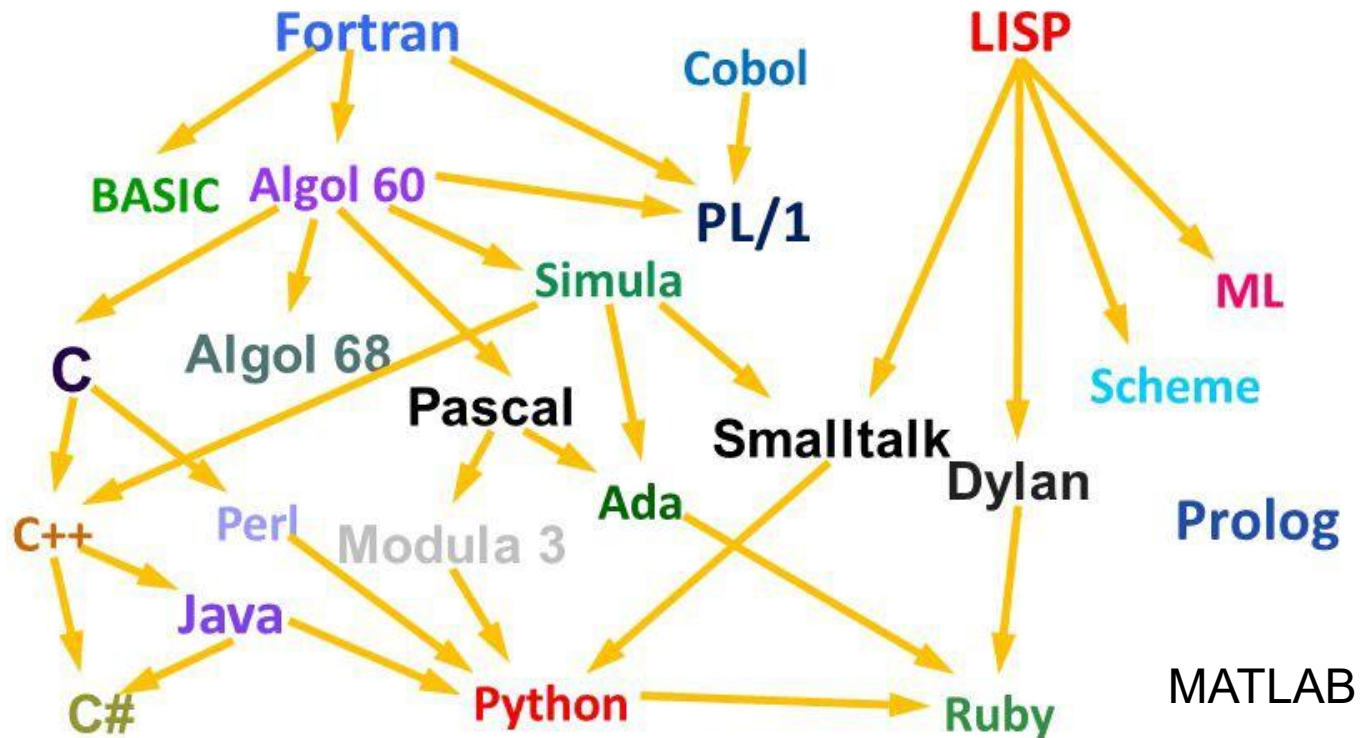 Fortran
LISP
Cobol
BASIC
Algol 60
PL/1
Simula
ML
C
Algol 68
Scheme
Pascal
Smalltalk
Dylan
Ada
Prolog
C++
Perl
Modula 3
Java
MATLAB
C#
Python
Ruby